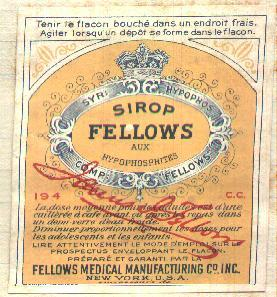 Tenir le flacon bouché dans un endroit frais.
Agiter lorsqu'un dépôt se forme dans le flacon.
SYR: HYPOPHOS:
SIROP
FELLOWS
AUX
HYPOPHOSPHITES
COMP. FELLOWS
194 C.C.
La dose moyenne pour les adultes est d'une
cuillerée à café avant ou après les repas dans
un demi-verre d'eau froide.
Diminuer proportionnellement les doses pour
les adolescents et les enfants.
LIRE ATTENTIVEMENT LE MODE D'EMPLOI SUR LE
PROSPECTUS ENVELOPPANT LE FLACON
PRÉPARÉ ET GARANTI PAR LA
FELLOWS MEDICAL MANUFACTURING CO. INC.
NEW YORK, U.S.A.